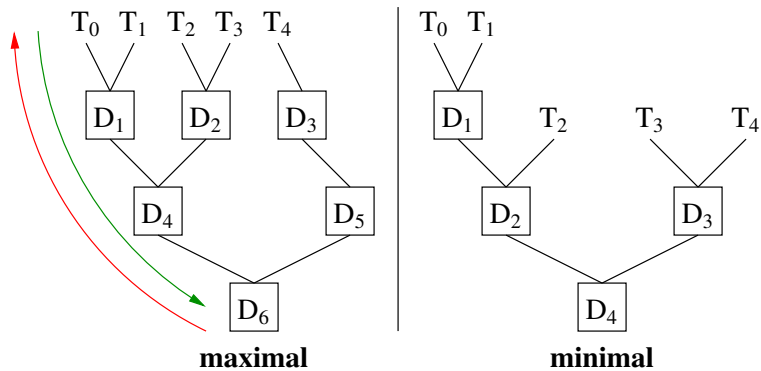 T0 T1 T2 T3 T4
D1 D2 D3
D4 D5
D6
maximal
T0 T1
D1 T2 T3 T4
D2 D3
D4
minimal